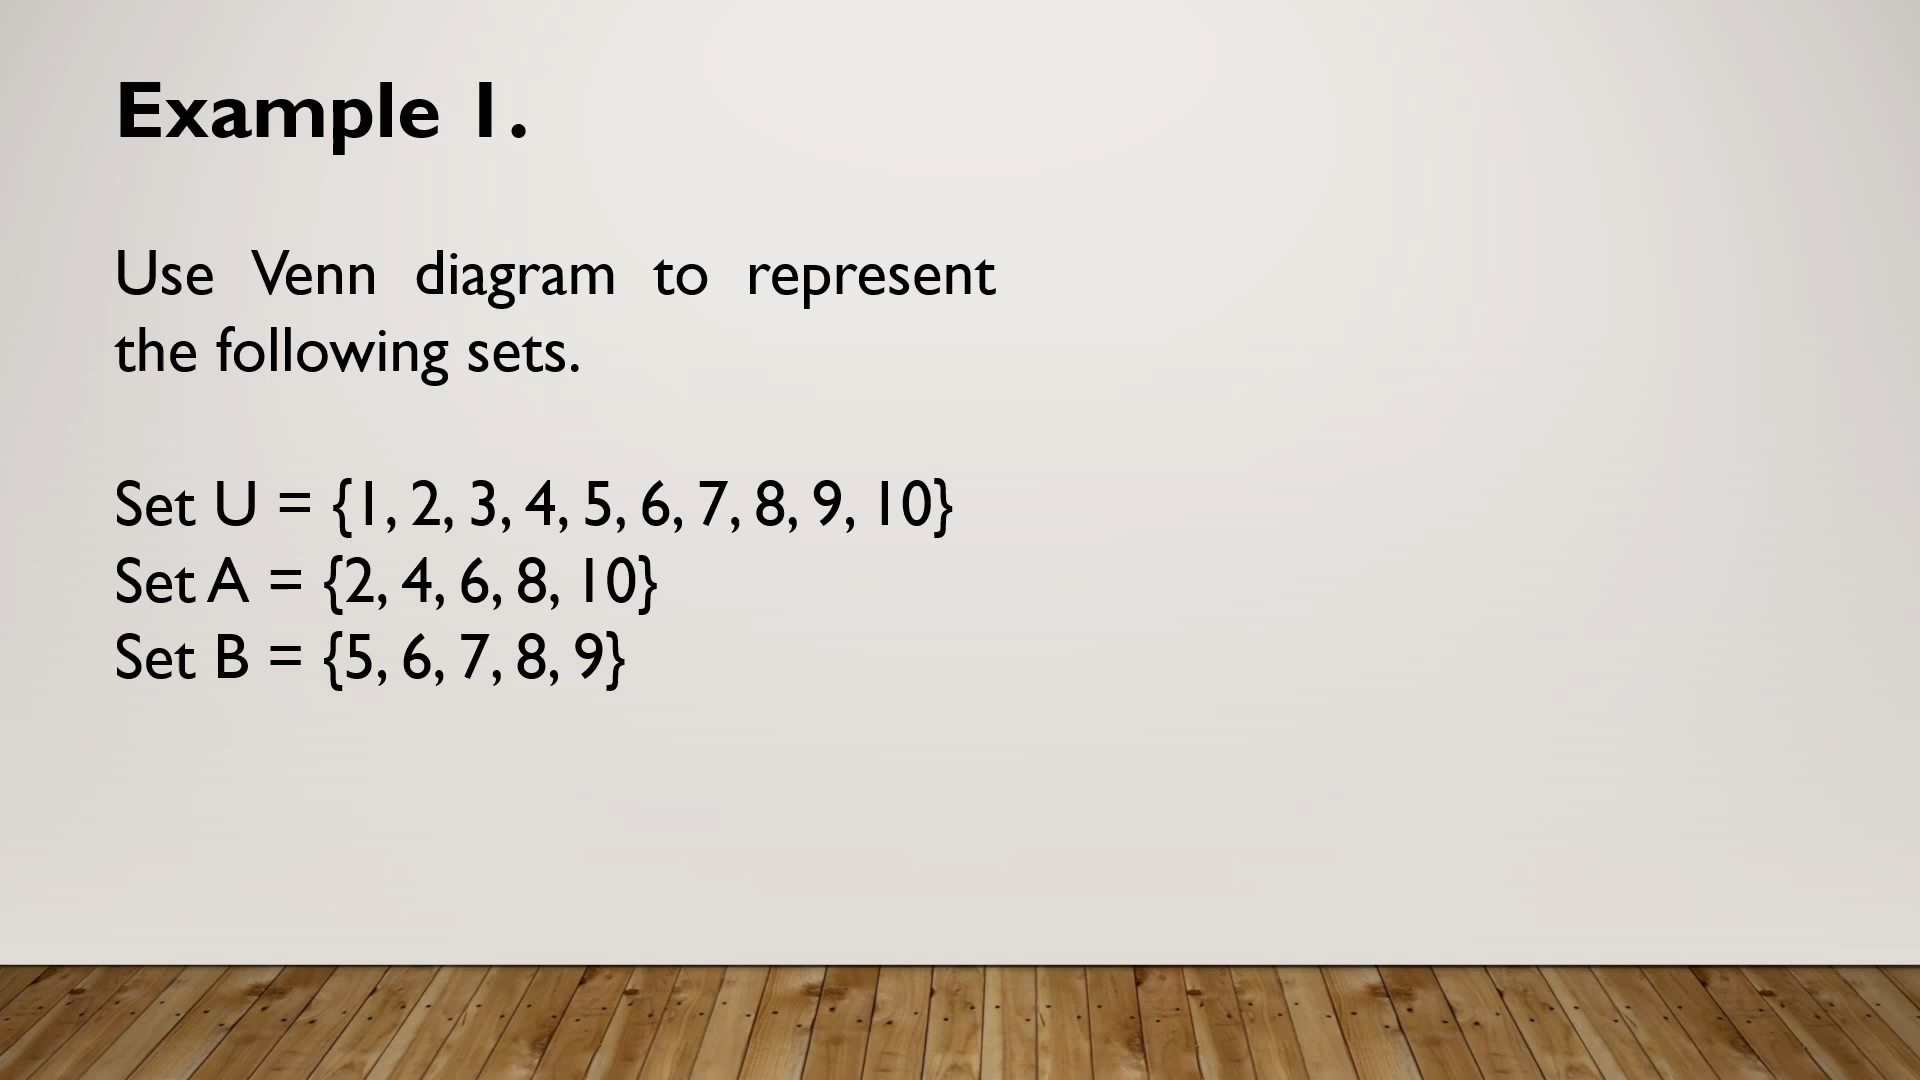 Example 1.
Use Venn diagram to represent
the following sets.
Set U = {1, 2, 3, 4, 5, 6, 7, 8, 9, 10}
Set A = {2, 4, 6, 8, 10}
Set B = {5, 6, 7, 8, 9}